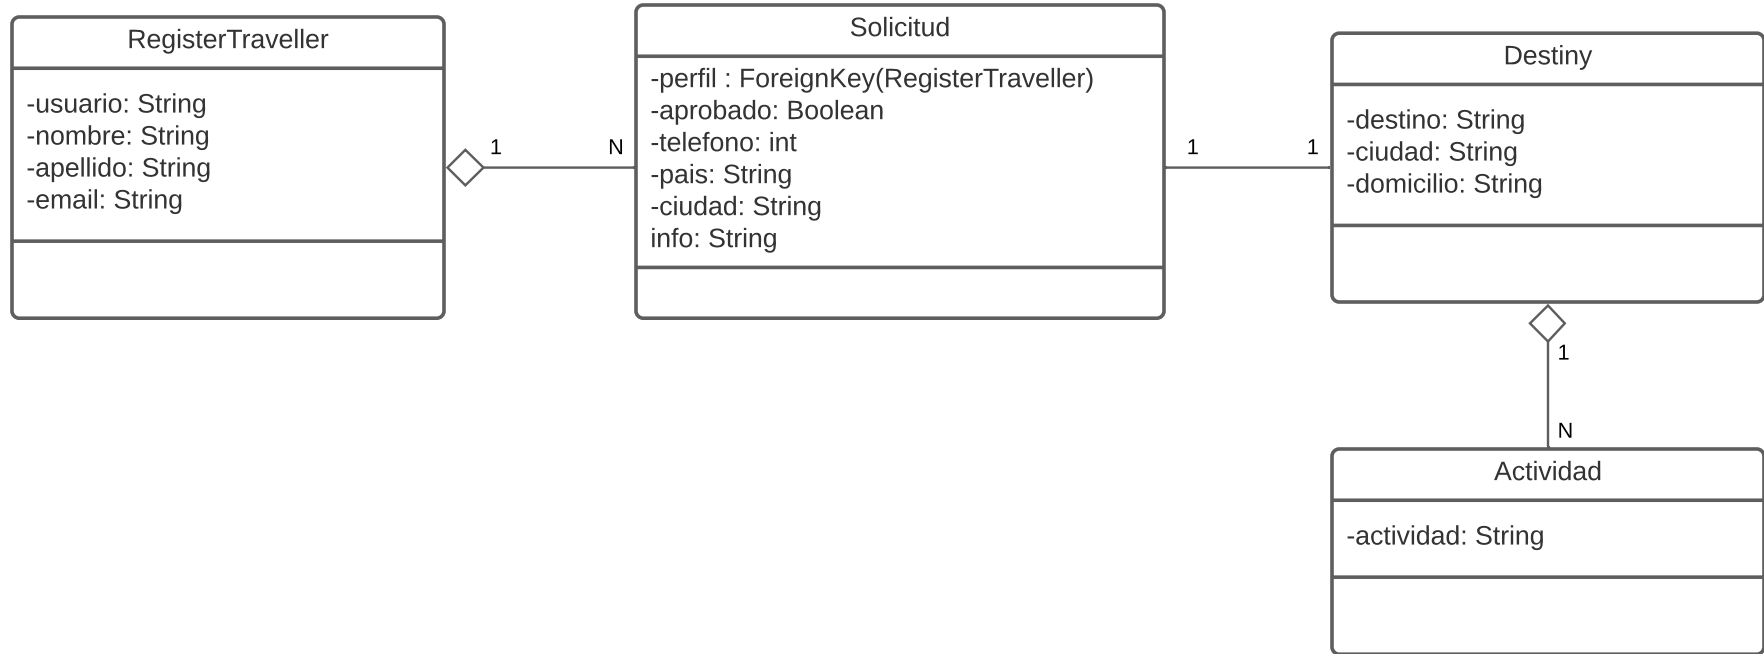 RegisterTraveller
-usuario: String
-nombre: String
-apellido: String
-email: String
1
N
Solicitud
-perfil : ForeignKey(RegisterTraveller)
-aprobado: Boolean
-telefono: int
-pais: String
-ciudad: String
info: String
1
1
Destiny
-destino: String
-ciudad: String
-domicilio: String
1
N
Actividad
-actividad: String